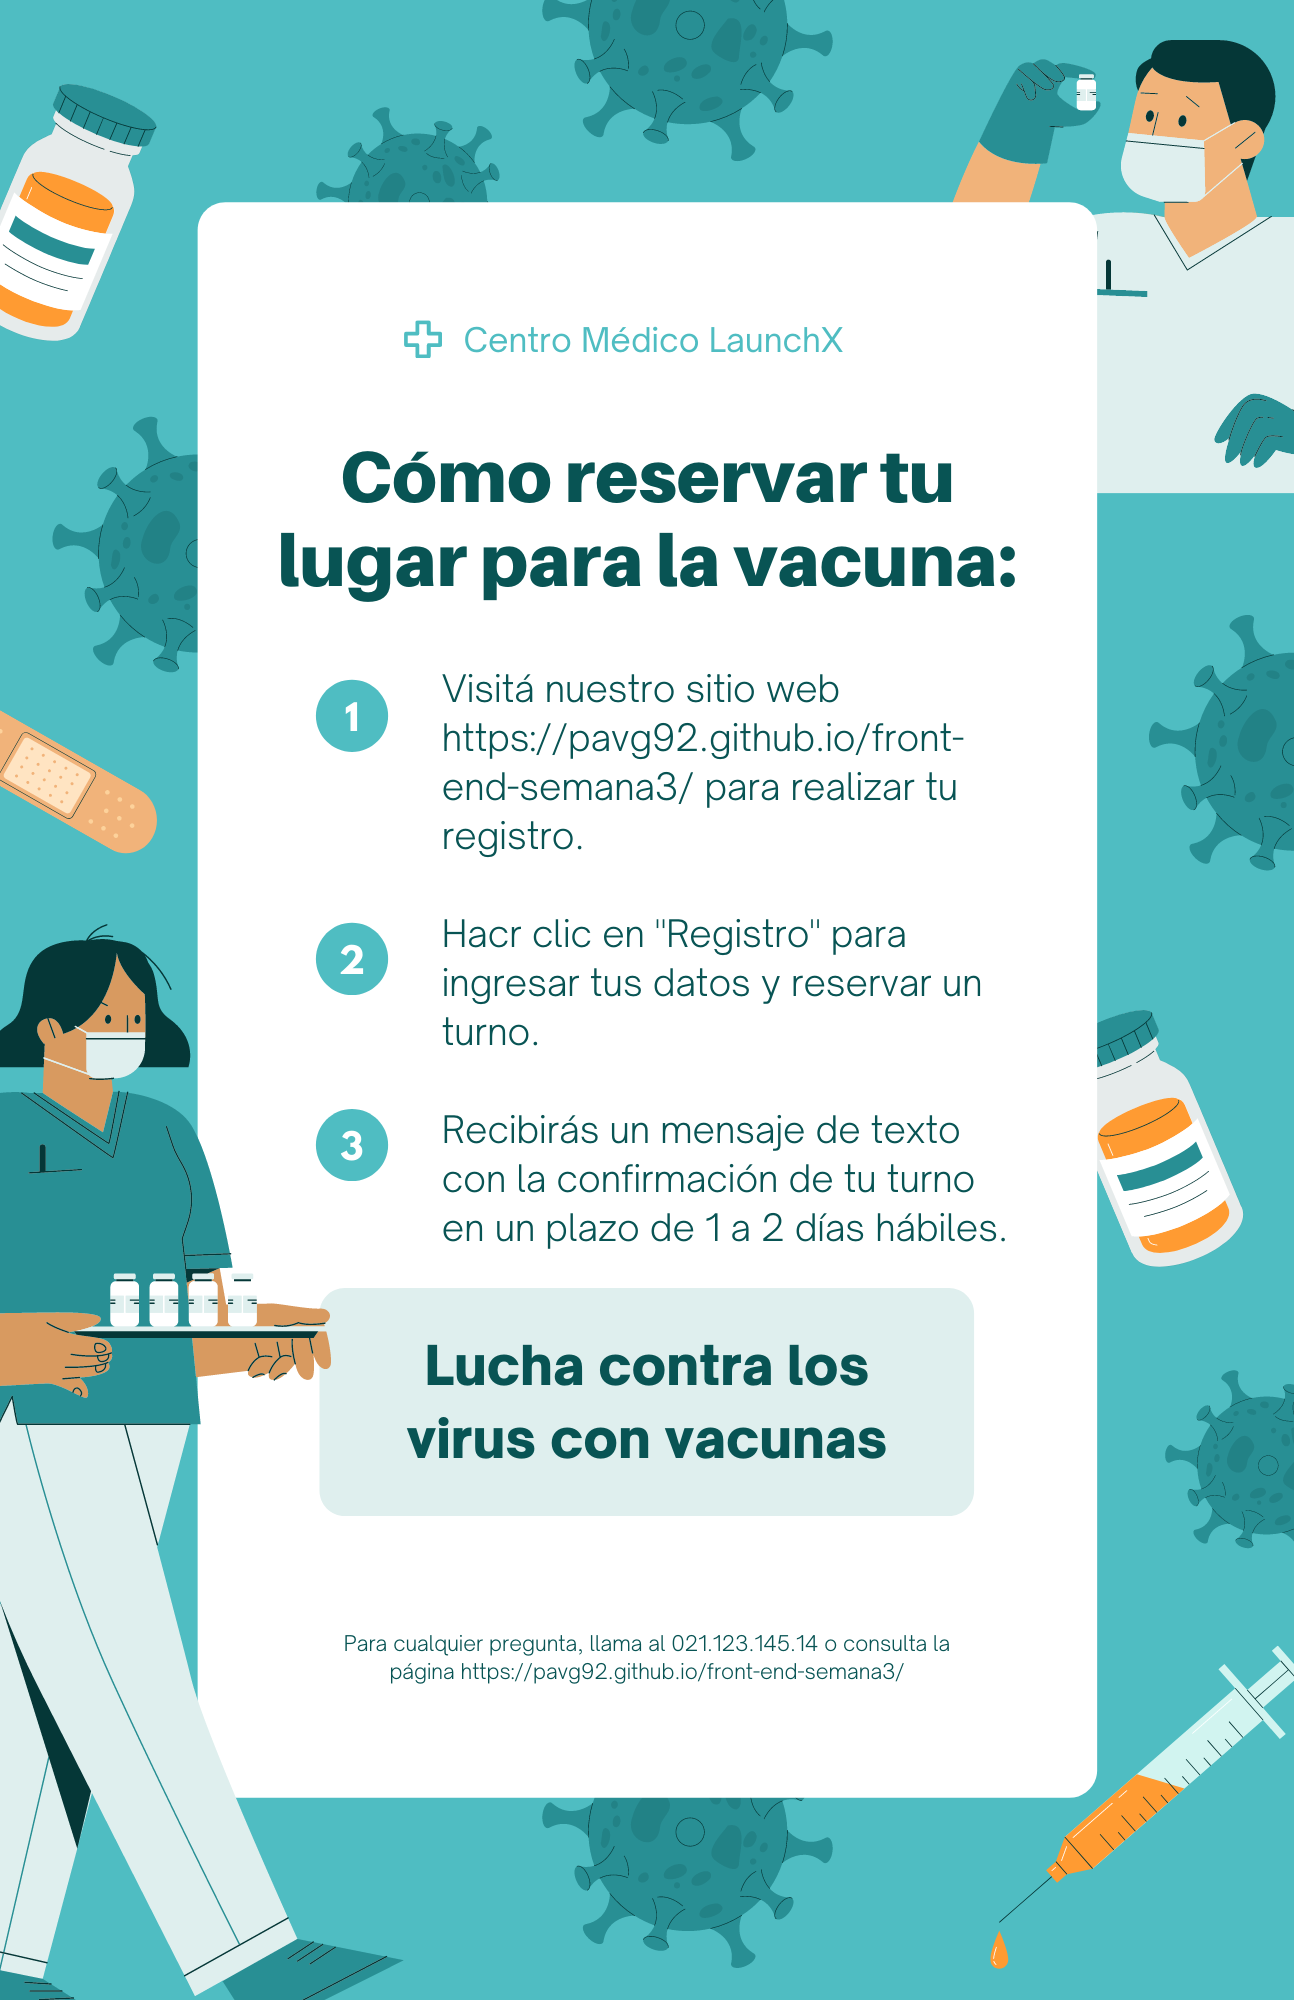 Centro Médico LaunchX
Cómo reservar tu
lugar para la vacuna:
1
Visitá nuestro sitio web
https://pavg92.github.io/front-
end-semana3/ para realizar tu
registro.
2
Hacr clic en "Registro" para
ingresar tus datos y reservar un
turno.
3
Recibirás un mensaje de texto
con la confirmación de tu turno
en un plazo de 1 a 2 días hábiles.
Lucha contra los
virus con vacunas
Para cualquier pregunta, llama al 021.123.145.14 o consulta la
página https://pavg92.github.io/front-end-semana3/